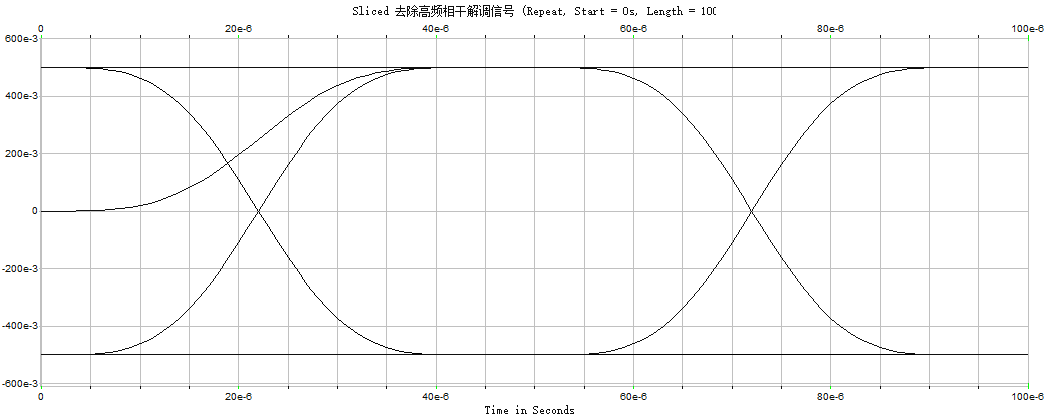 Sliced 去除高频相干解调信号 (Repeat, Start = 0s, Length = 100
0 20e-6 40e-6 60e-6 80e-6 100e-6
600e-3
400e-3
200e-3
0
-200e-3
-400e-3
-600e-3
0 20e-6 40e-6 60e-6 80e-6 100e-6
Time in Seconds